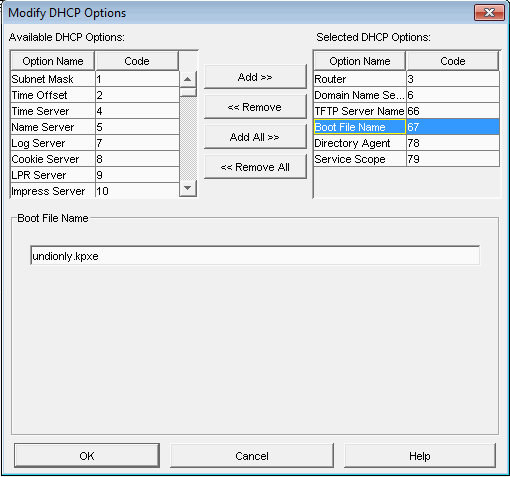 Modify DHCP Options
Available DHCP Options:
Option Name Code
Subnet Mask 1
Time Offset 2
Time Server 4
Name Server 5
Log Server 7
Cookie Server 8
LPR Server 9
Impress Server 10
Add >>
<< Remove
Add All >>
<< Remove All
Selected DHCP Options:
Option Name Code
Router 3
Domain Name Se... 6
TFTP Server Name 66
Boot File Name 67
Directory Agent 78
Service Scope 79
Boot File Name
undionly.kpxe
OK
Cancel
Help